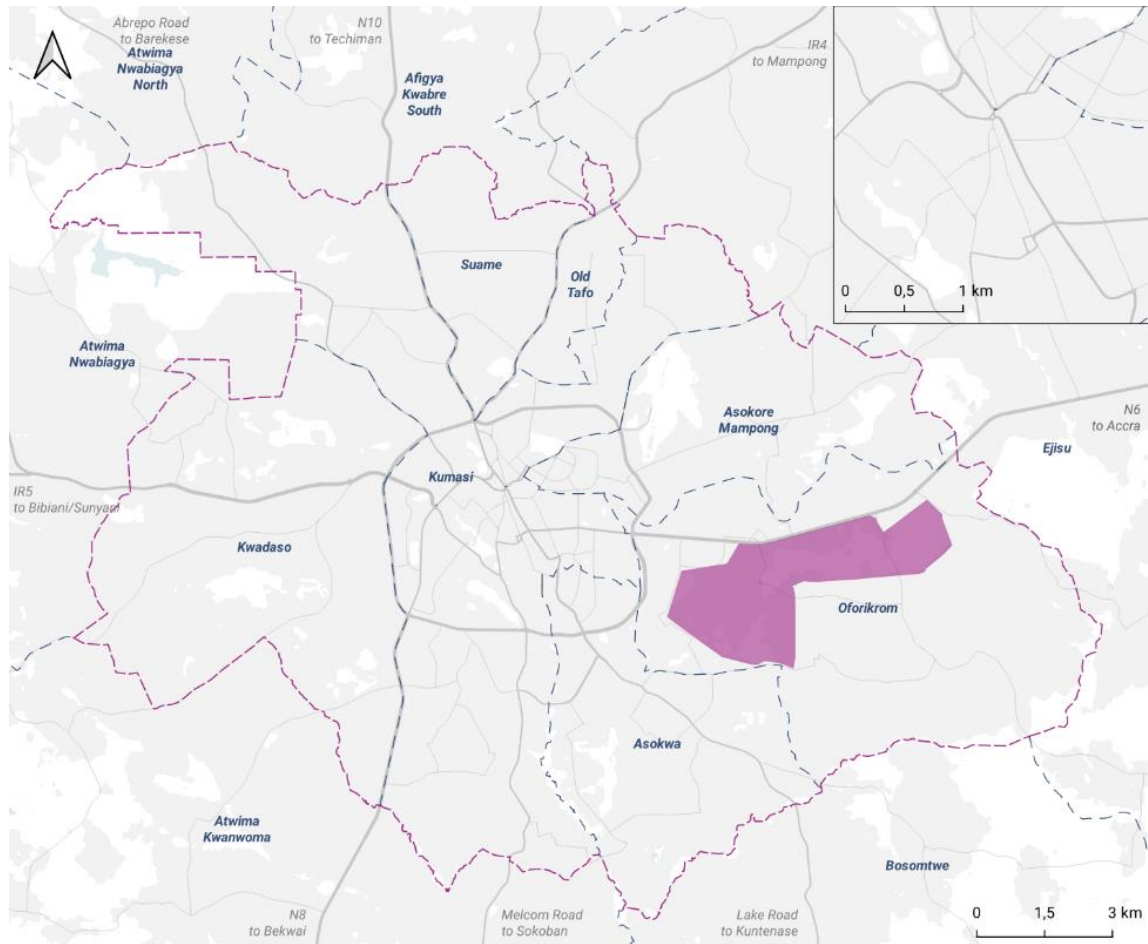 Abrepo Road
to Barekese
N10
to Techiman
IR4
to Mampong
Atwima
Nwabiagya
North
Afigya
Kwabre
South
0 0,5 1 km
Suame
Old
Tafo
Atwima
Nwabiagya
Asokore
Mampong
N6
to Accra
Ejisu
Kumasi
IR5
to Bibiani/Sunyani
Kwadaso
Oforikrom
Asokwa
Atwima
Kwanwoma
Bosomtwe
N8
to Bekwai
Melcorn Road
to Sokoban
Lake Road
to Kuntenase
0 1,5 3 km